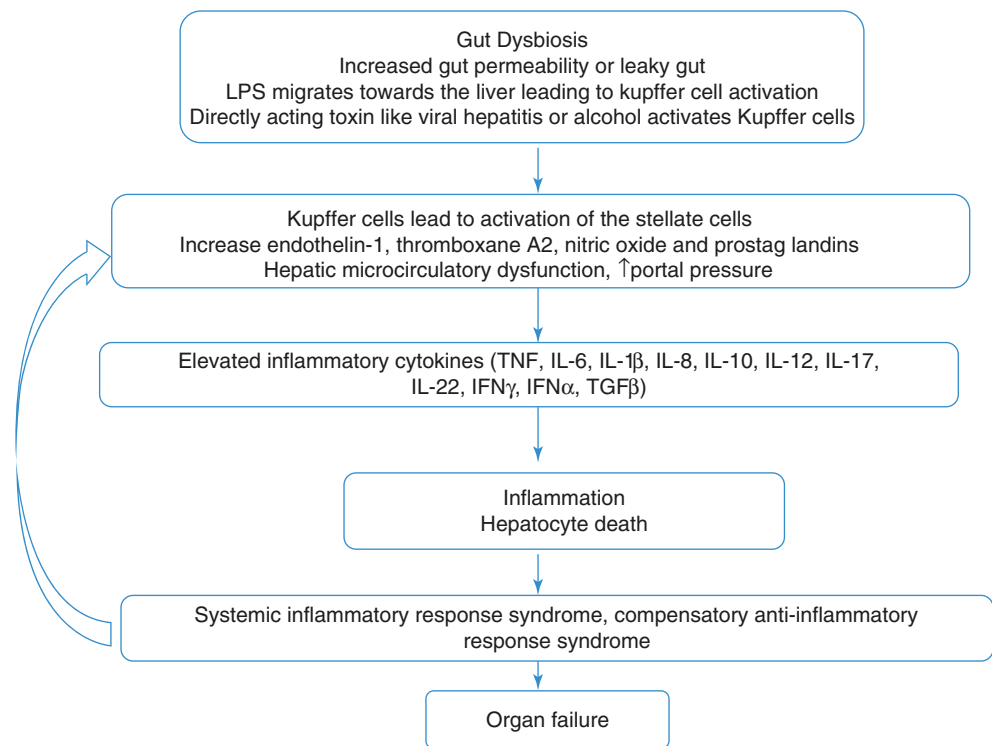 Gut Dysbiosis
Increased gut permeability or leaky gut
LPS migrates towards the liver leading to kupffer cell activation
Directly acting toxin like viral hepatitis or alcohol activates Kupffer cells
Kupffer cells lead to activation of the stellate cells
Increase endothelin-1, thromboxane A2, nitric oxide and prostag landins
Hepatic microcirculatory dysfunction, ↑portal pressure
Elevated inflammatory cytokines (TNF, IL-6, IL-1β, IL-8, IL-10, IL-12, IL-17,
IL-22, IFNγ, IFNα, TGFβ)
Inflammation
Hepatocyte death
Systemic inflammatory response syndrome, compensatory anti-inflammatory
response syndrome
Organ failure